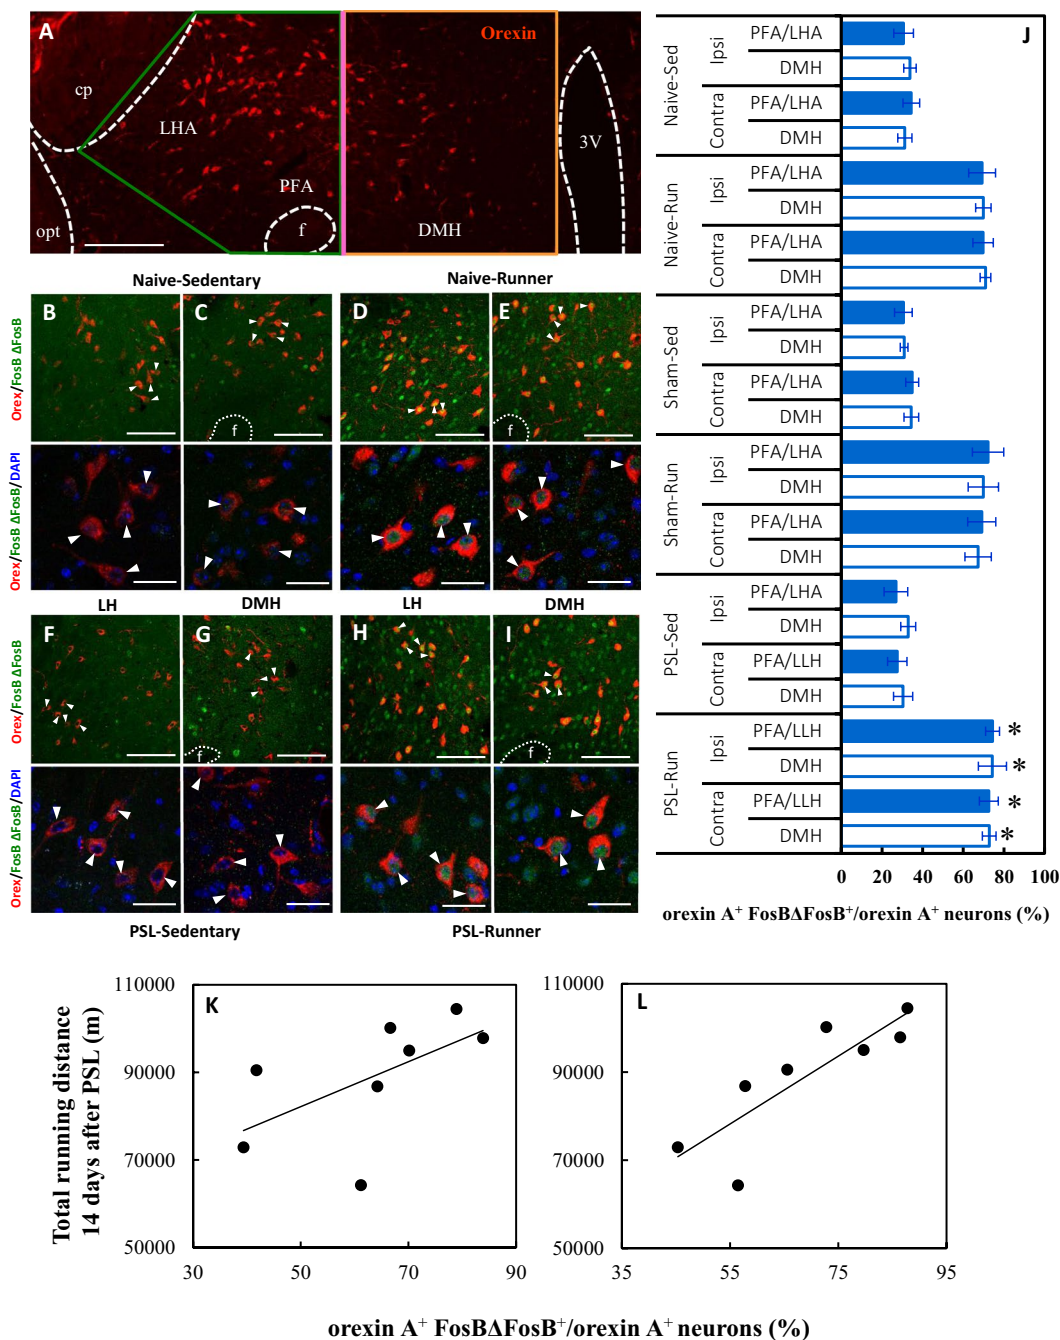 A
Orexin
cp
LHA
3V
PFA
f
opt
DMH
Naive-Sedentary
Naive-Runner
B
C
D
E
f
f
Orex/FosB ΔFosB
Orex/FosB ΔFosB/DAPI
LH
DMH
LH
DMH
F
G
H
I
f
f
Orex/FosB ΔFosB
Orex/FosB ΔFosB/DAPI
PSL-Sedentary
PSL-Runner
J
Naive-Sed
Ipsi
PFA/LHA
DMH
Contra
PFA/LHA
DMH
Naive-Run
Ipsi
PFA/LHA
DMH
Contra
PFA/LHA
DMH
Sham-Sed
Ipsi
PFA/LHA
DMH
Contra
PFA/LHA
DMH
Sham-Run
Ipsi
PFA/LHA
DMH
Contra
PFA/LHA
DMH
PSL-Sed
Ipsi
PFA/LHA
DMH
Contra
PFA/LLH
DMH
PSL-Run
Ipsi
PFA/LLH *
DMH *
Contra
PFA/LLH *
DMH *
0 20 40 60 80 100
orexin A⁺ FosBΔFosB⁺/orexin A⁺ neurons (%)
K
Total running distance
14 days after PSL (m)
110000
90000
70000
50000
30 50 70 90
L
110000
90000
70000
50000
35 55 75 95
orexin A⁺ FosBΔFosB⁺/orexin A⁺ neurons (%)